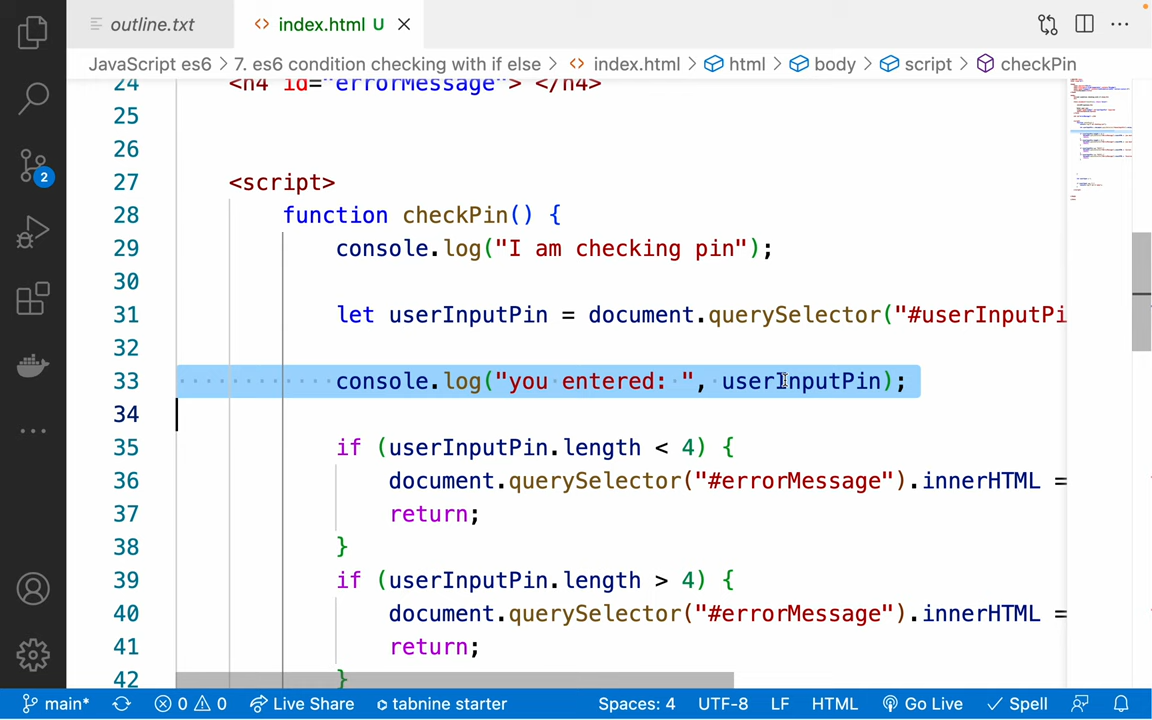 outline.txt
index.html U
JavaScript es6 > 7. es6 condition checking with if else > index.html > html > body > script > checkPin
24 <h4 id="errorMessage"> </h4>
25
26
27 <script>
28 function checkPin() {
29 console.log("I am checking pin");
30
31 let userInputPin = document.querySelector("#userInputPi
32
33 console.log("you entered: ", userInputPin);
34
35 if (userInputPin.length < 4) {
36 document.querySelector("#errorMessage").innerHTML =
37 return;
38 }
39 if (userInputPin.length > 4) {
40 document.querySelector("#errorMessage").innerHTML =
41 return;
42 }
2
main* 0 0 Live Share tabnine starter Spaces: 4 UTF-8 LF HTML Go Live Spell